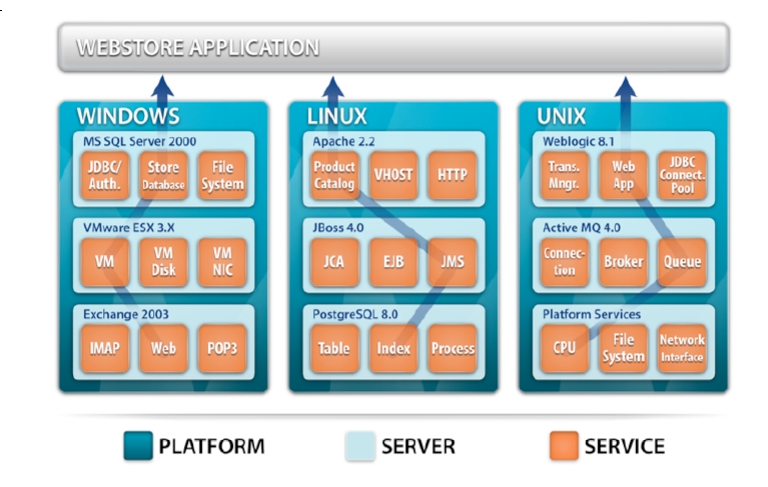 WEBSTORE APPLICATION
WINDOWS
MS SQL Server 2000
JDBC/
Auth.
Store
Database
File
System
VMware ESX 3.X
VM
VM
Disk
VM
NIC
Exchange 2003
IMAP
Web
POP3
LINUX
Apache 2.2
Product
Catalog
VHOST
HTTP
JBoss 4.0
JCA
EJB
JMS
PostgreSQL 8.0
Table
Index
Process
UNIX
Weblogic 8.1
Trans.
Mngr.
Web
App
JDBC
Connect.
Pool
Active MQ 4.0
Connec-
tion
Broker
Queue
Platform Services
CPU
File
System
Network
Interface
PLATFORM
SERVER
SERVICE